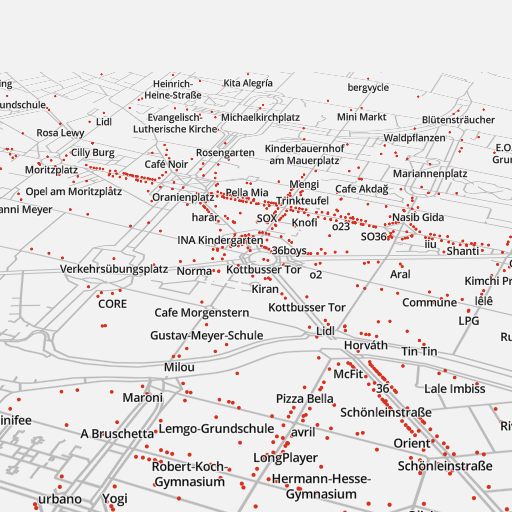 ing
Heinrich-
Heine-Straße
Kita Alegría
bergvycle
undschule
Lidl
Evangelisch-
Lutherische Kirche
Michaelkirchplatz
Mini Markt
Blütensträucher
Rosa Lewy
Waldpflanzen
Cilly Burg
Rosengarten
Kinderbauernhof
am Mauerplatz
E.O.
Grun
Moritzplatz
Café Noir
Mariannenplatz
Opel am Moritzplatz
Oranienplatz
Pella Mia
Mengi
Cafe Akdağ
Trinkteufel
anni Meyer
harar
SOX
Knofi
o23
Nasib Gida
INA Kindergarten
SO36
iiu
36boys
Shanti
Verkehrsübungsplatz
Norma
Kottbusser Tor
o2
Aral
Kimchi Pr
Kiran
CORE
Cafe Morgenstern
Kottbusser Tor
Commune
lêlê
LPG
Gustav-Meyer-Schule
Lidl
Horváth
Tin Tin
Ru
Milou
McFit
36
Lale Imbiss
Maroni
Pizza Bella
Schönleinstraße
inifee
A Bruschetta
Lemgo-Grundschule
avril
Orient
Riv
Robert-Koch-
Gymnasium
LongPlayer
Schönleinstraße
Hermann-Hesse-
Gymnasium
urbano
Yogi